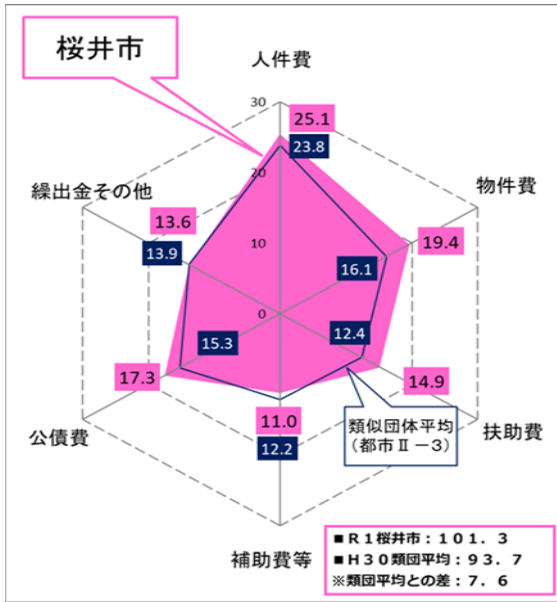 桜井市
人件費
30
25.1
23.8
20
繰出金その他
物件費
13.6
13.9
19.4
10
16.1
0
12.4
15.3
17.3
14.9
11.0
類似団体平均
(都市Ⅱ－3)
12.2
公債費
扶助費
補助費等
■R1桜井市：101．3
■H30類団平均：93．7
※類団平均との差：7．6